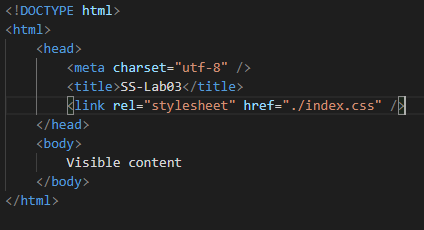 <!DOCTYPE html>
<html>
<head>
<meta charset="utf-8" />
<title>SS-Lab03</title>
<link rel="stylesheet" href="./index.css" />
</head>
<body>
Visible content
</body>
</html>